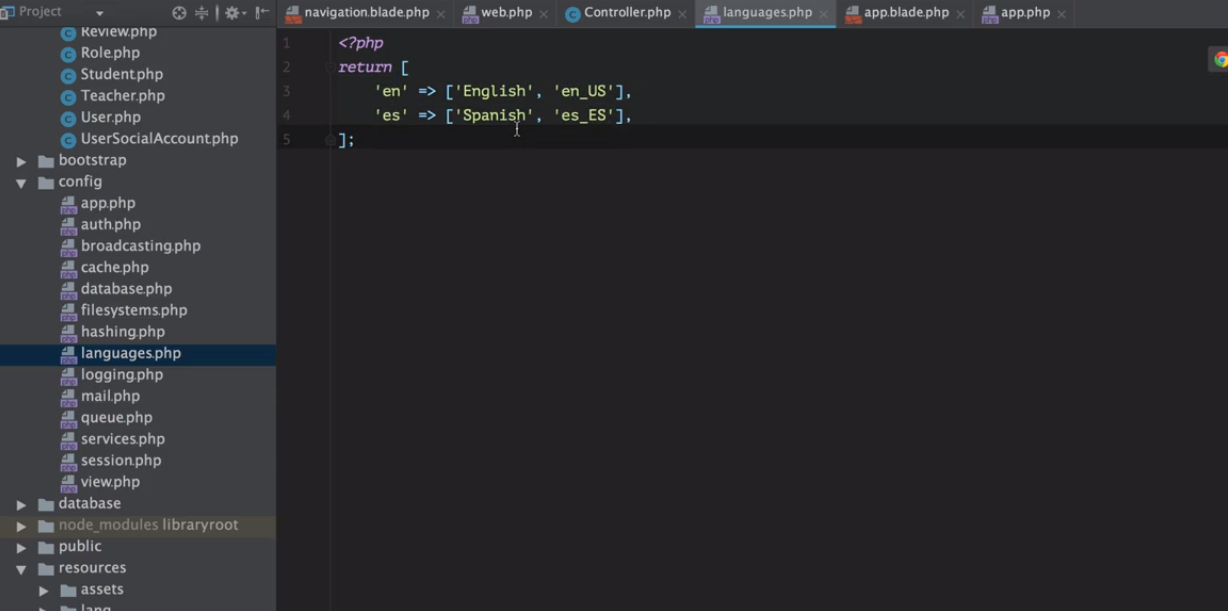 Project
navigation.blade.php
web.php
Controller.php
languages.php
app.blade.php
app.php
Review.php
Role.php
Student.php
Teacher.php
User.php
UserSocialAccount.php
bootstrap
config
app.php
auth.php
broadcasting.php
cache.php
database.php
filesystems.php
hashing.php
languages.php
logging.php
mail.php
queue.php
services.php
session.php
view.php
database
node_modules libraryroot
public
resources
assets
lang
1 <?php
2 return [
3 'en' => ['English', 'en_US'],
4 'es' => ['Spanish', 'es_ES'],
5 ];